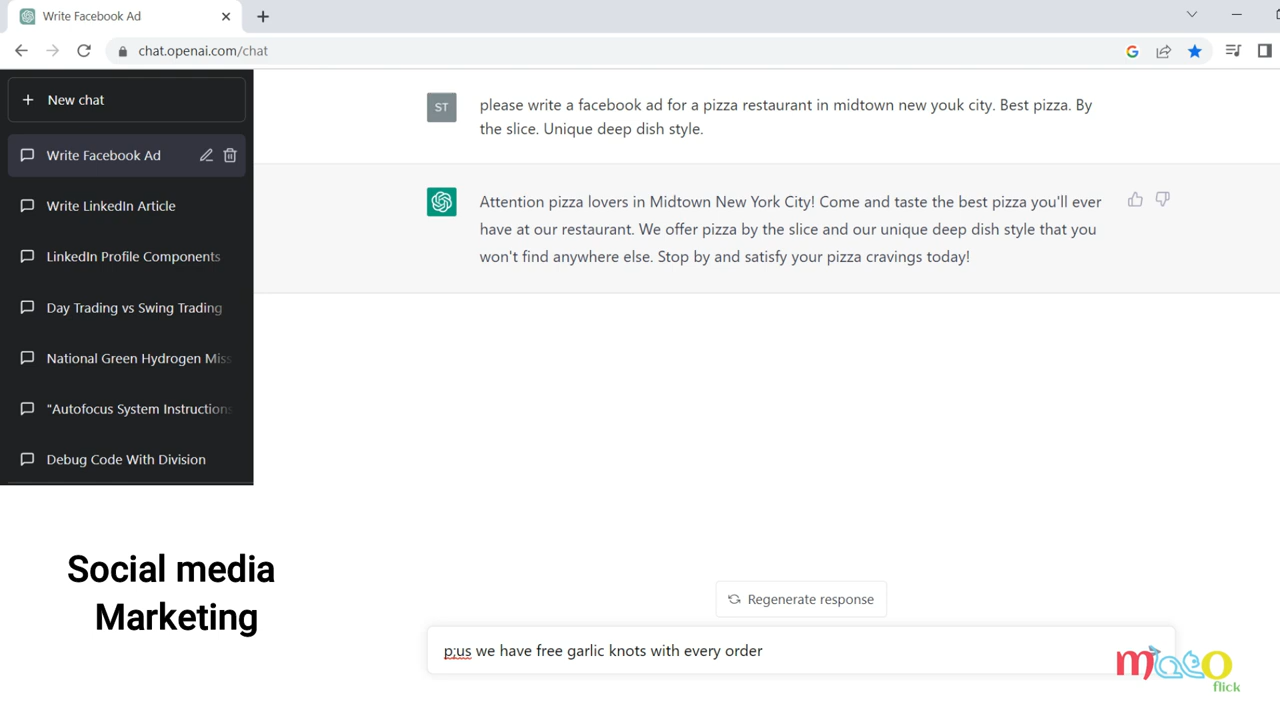 Write Facebook Ad
chat.openai.com/chat
New chat
Write Facebook Ad
Write LinkedIn Article
LinkedIn Profile Components
Day Trading vs Swing Trading
National Green Hydrogen Miss
"Autofocus System Instructions
Debug Code With Division
ST
please write a facebook ad for a pizza restaurant in midtown new youk city. Best pizza. By
the slice. Unique deep dish style.
Attention pizza lovers in Midtown New York City! Come and taste the best pizza you'll ever
have at our restaurant. We offer pizza by the slice and our unique deep dish style that you
won't find anywhere else. Stop by and satisfy your pizza cravings today!
Social media
Marketing
Regenerate response
p;us we have free garlic knots with every order
flick